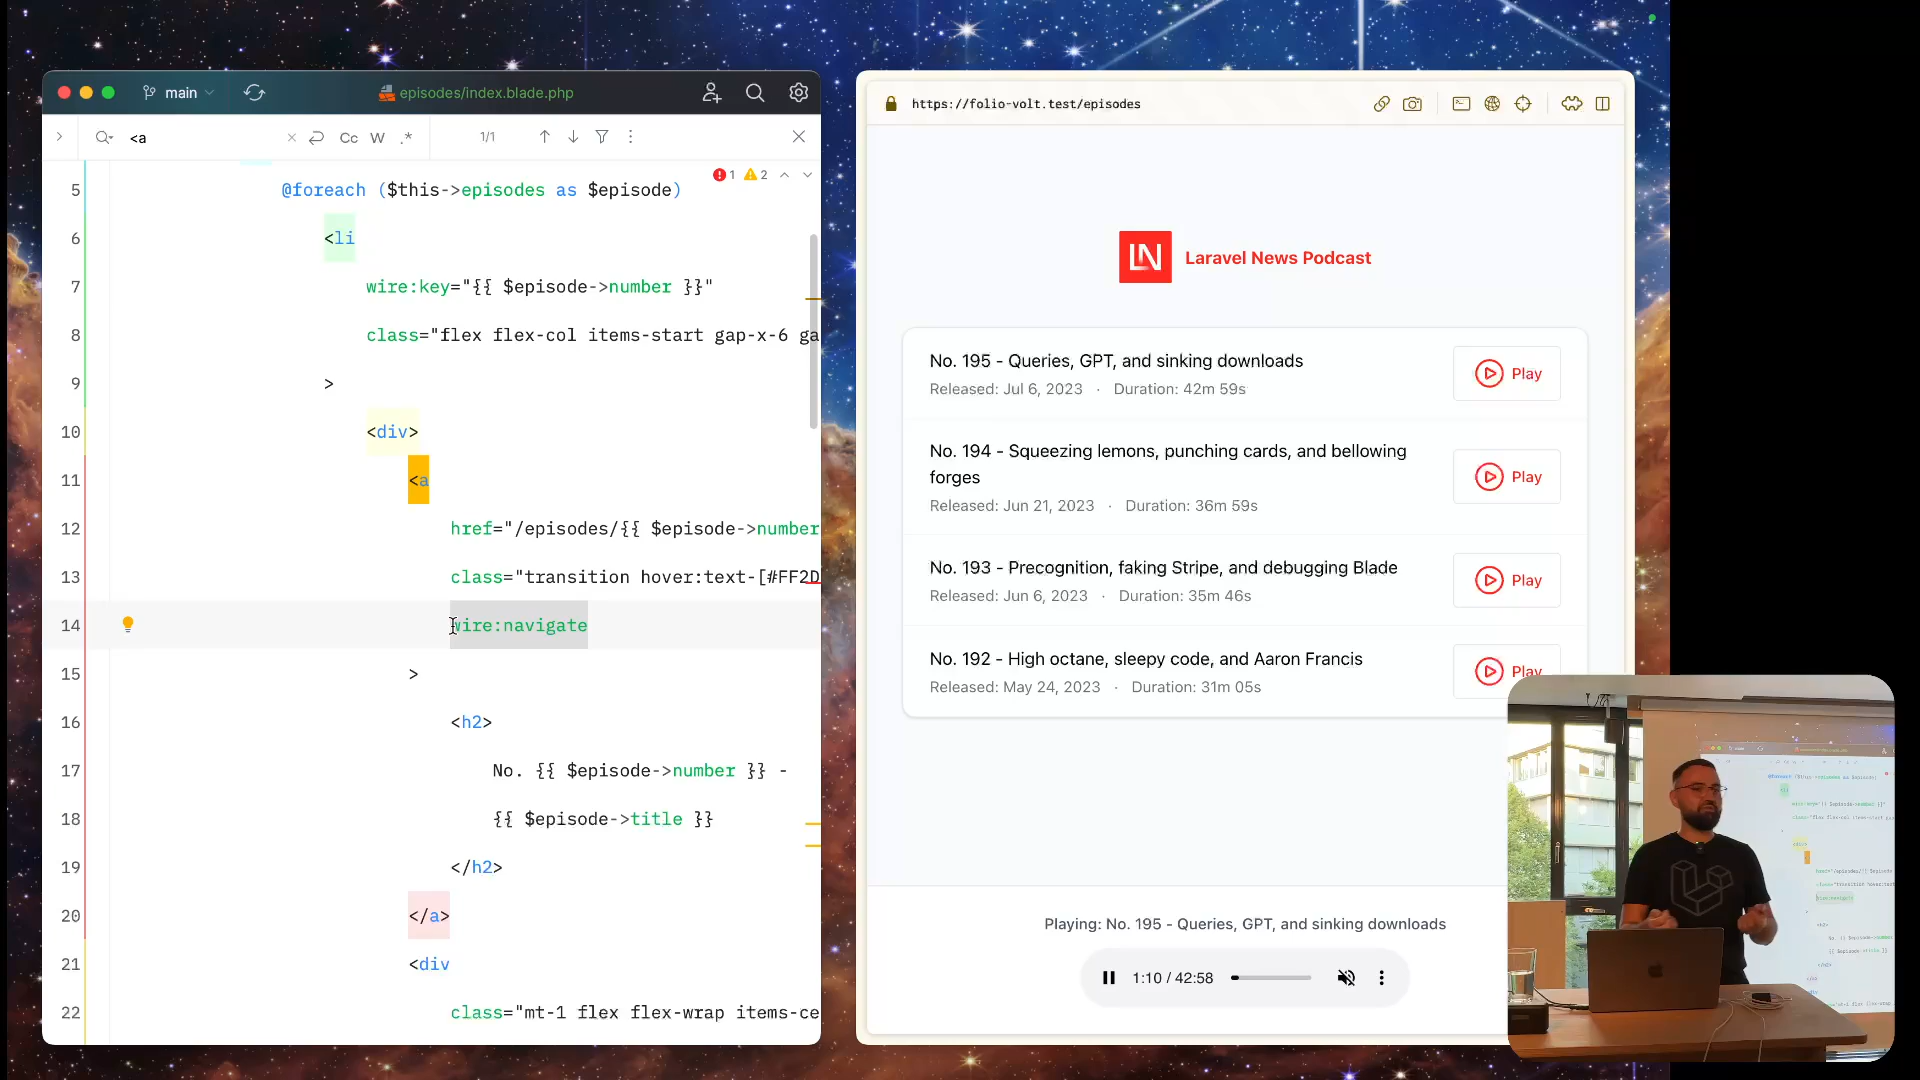 main
episodes/index.blade.php
<a
Cc W .*
1/1
1 2
5 @foreach ($this->episodes as $episode)
6 <li
7 wire:key="{{ $episode->number }}"
8 class="flex flex-col items-start gap-x-6 ga
9 >
10 <div>
11 <a
12 href="/episodes/{{ $episode->number
13 class="transition hover:text-[#FF2D
14 wire:navigate
15 >
16 <h2>
17 No. {{ $episode->number }} -
18 {{ $episode->title }}
19 </h2>
20 </a>
21 <div
22 class="mt-1 flex flex-wrap items-ce
https://folio-volt.test/episodes
LN Laravel News Podcast
No. 195 - Queries, GPT, and sinking downloads
Released: Jul 6, 2023 · Duration: 42m 59s
Play
No. 194 - Squeezing lemons, punching cards, and bellowing
forges
Released: Jun 21, 2023 · Duration: 36m 59s
Play
No. 193 - Precognition, faking Stripe, and debugging Blade
Released: Jun 6, 2023 · Duration: 35m 46s
Play
No. 192 - High octane, sleepy code, and Aaron Francis
Released: May 24, 2023 · Duration: 31m 05s
Play
Playing: No. 195 - Queries, GPT, and sinking downloads
1:10 / 42:58